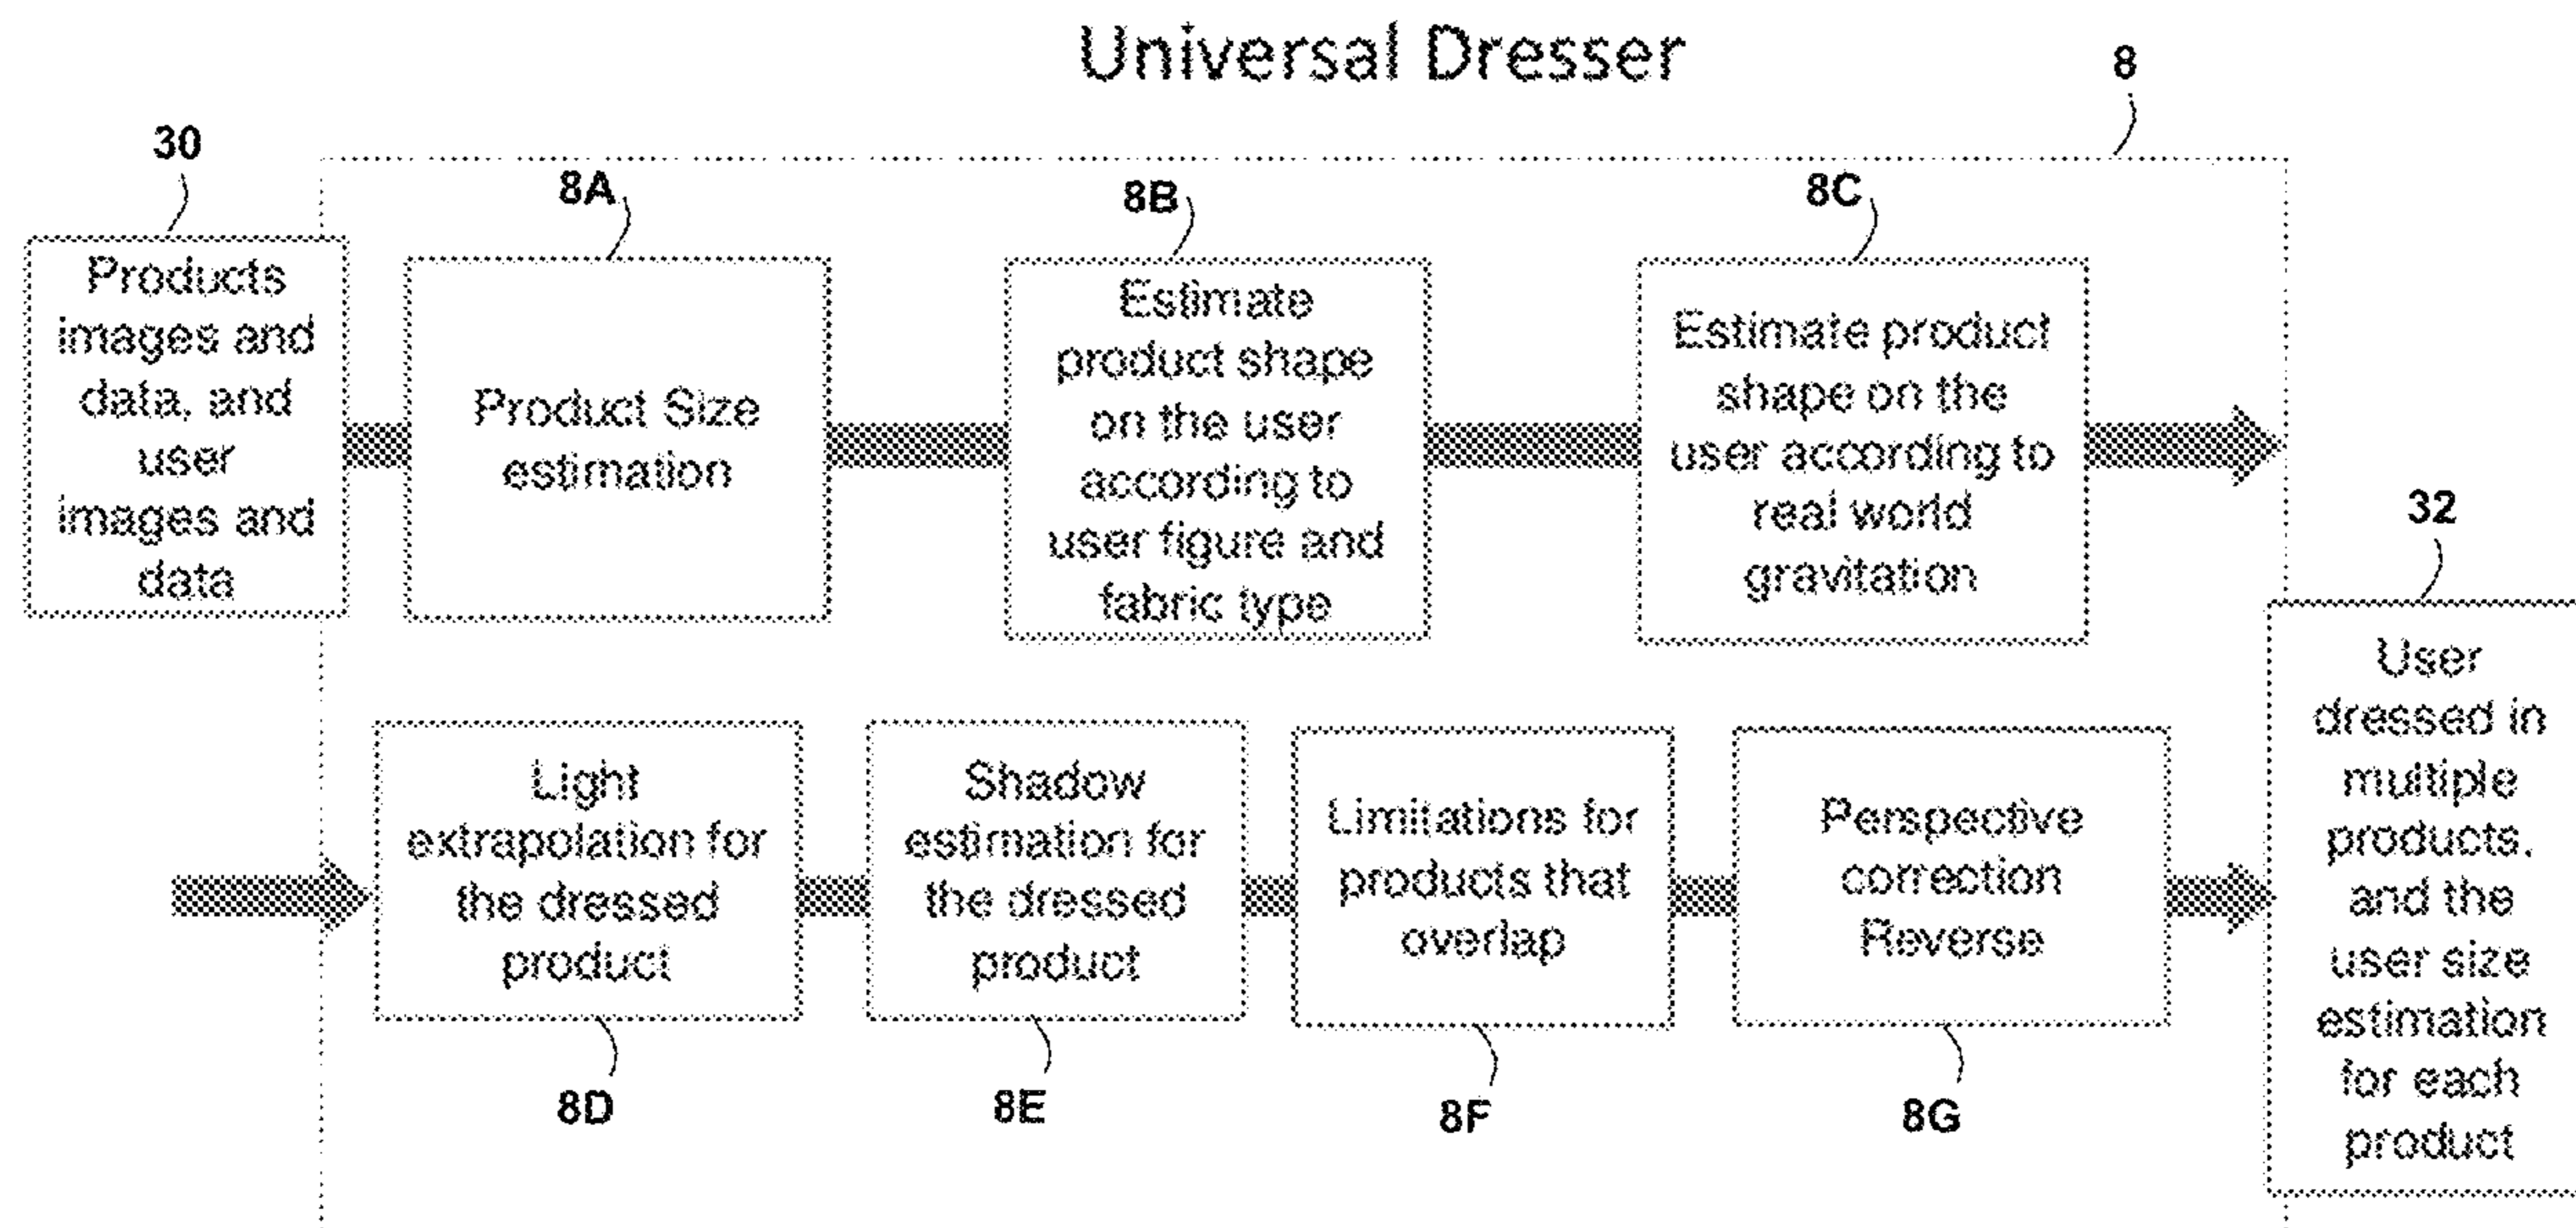 Universal Dresser
8
30
8A
8B
8C
Products
images and
data, and
user
images and
data
Product Size
estimation
Estimate
product shape
on the user
according to
user figure and
fabric type
Estimate product
shape on the
user according to
real world
gravitation
32
User
dressed in
multiple
products,
and the
user size
estimation
for each
product
Light
extrapolation for
the dressed
product
Shadow
estimation for
the dressed
product
Limitations for
products that
overlap
Perspective
correction
Reverse
8D
8E
8F
8G